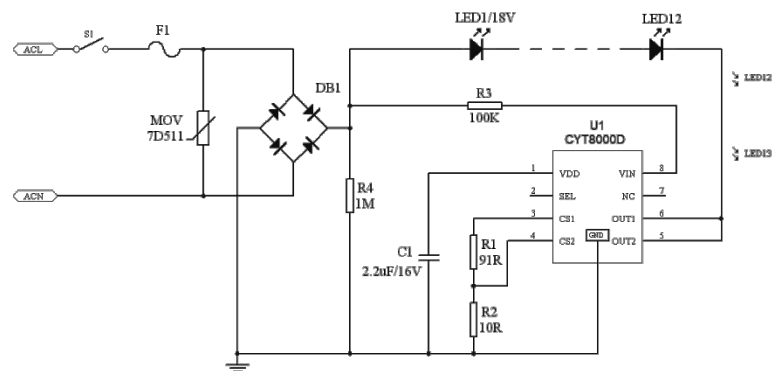 LED1/18V
LED12
ACL
S1
F1
DB1
MOV
7D511
R3
100K
LED12
U1
CYT8000D
LED13
1
VDD
VIN
8
2
SEL
NC
7
3
CS1
OUT1
6
4
CS2
GND
OUT2
5
ACN
R4
1M
C1
2.2uF/16V
R1
91R
R2
10R